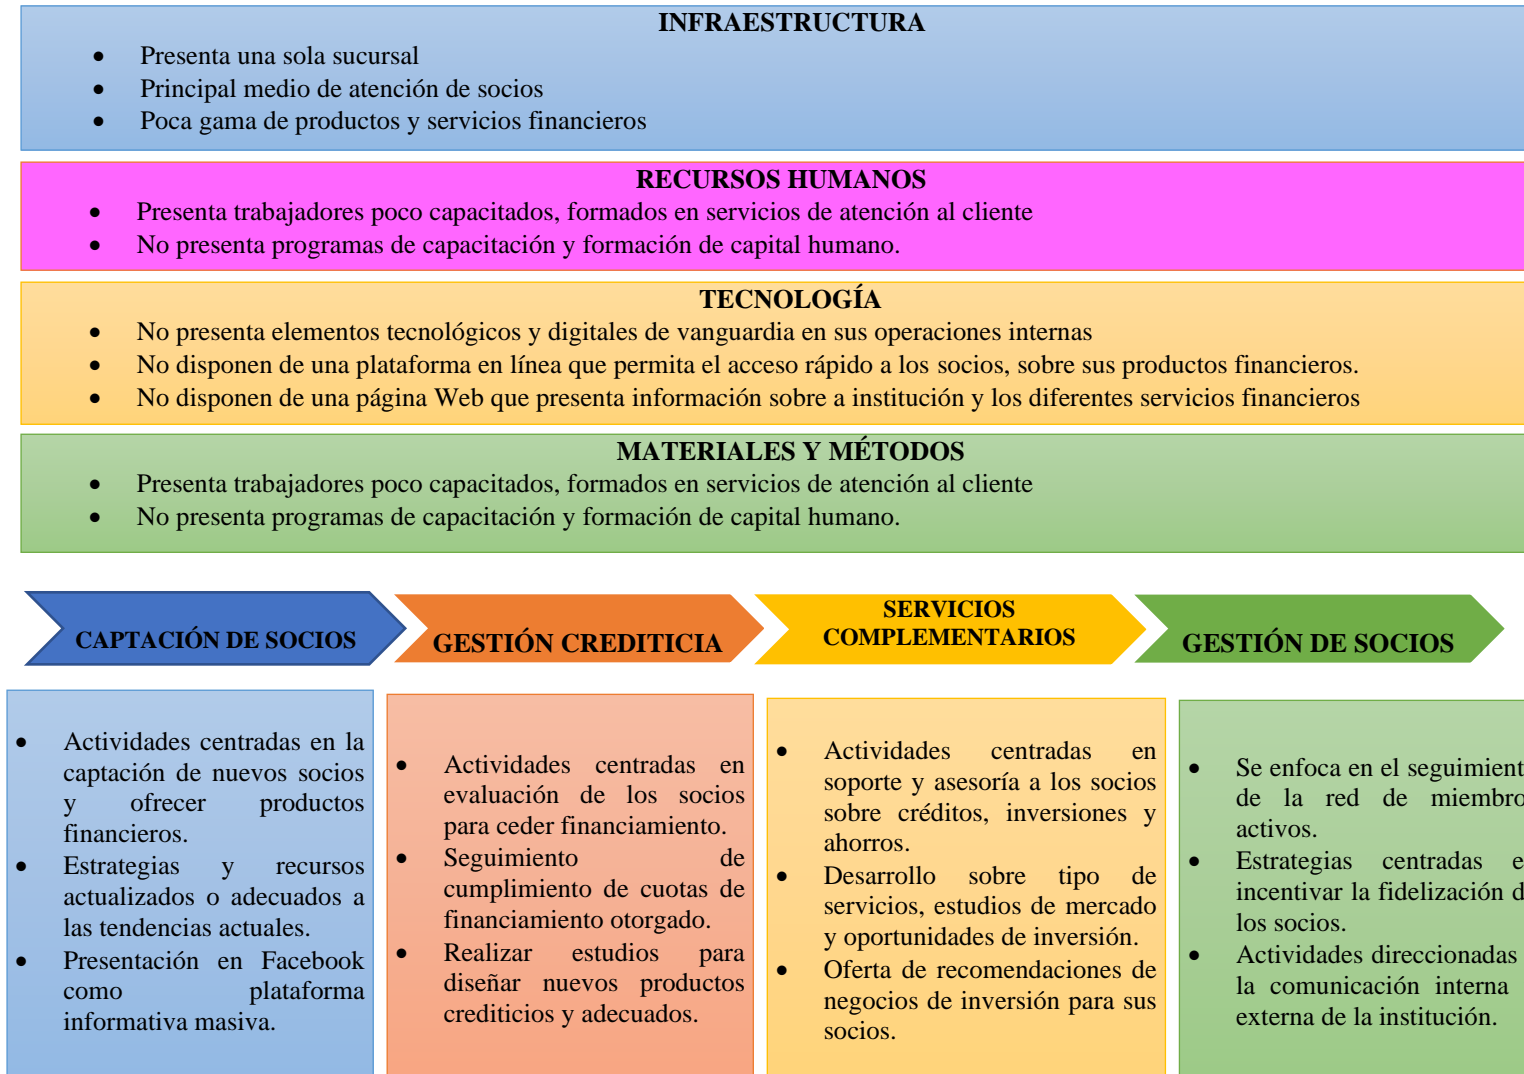 INFRAESTRUCTURA
• Presenta una sola sucursal
• Principal medio de atención de socios
• Poca gama de productos y servicios financieros
RECURSOS HUMANOS
• Presenta trabajadores poco capacitados, formados en servicios de atención al cliente
• No presenta programas de capacitación y formación de capital humano.
TECNOLOGÍA
• No presenta elementos tecnológicos y digitales de vanguardia en sus operaciones internas
• No disponen de una plataforma en línea que permita el acceso rápido a los socios, sobre sus productos financieros.
• No disponen de una página Web que presenta información sobre a institución y los diferentes servicios financieros
MATERIALES Y MÉTODOS
• Presenta trabajadores poco capacitados, formados en servicios de atención al cliente
• No presenta programas de capacitación y formación de capital humano.
CAPTACIÓN DE SOCIOS
GESTIÓN CREDITICIA
SERVICIOS
COMPLEMENTARIOS
GESTIÓN DE SOCIOS
• Actividades centradas en la
captación de nuevos socios
y ofrecer productos
financieros.
• Estrategias y recursos
actualizados o adecuados a
las tendencias actuales.
• Presentación en Facebook
como plataforma
informativa masiva.
• Actividades centradas en
evaluación de los socios
para ceder financiamiento.
• Seguimiento de
cumplimiento de cuotas de
financiamiento otorgado.
• Realizar estudios para
diseñar nuevos productos
crediticios y adecuados.
• Actividades centradas en
soporte y asesoría a los socios
sobre créditos, inversiones y
ahorros.
• Desarrollo sobre tipo de
servicios, estudios de mercado
y oportunidades de inversión.
• Oferta de recomendaciones de
negocios de inversión para sus
socios.
• Se enfoca en el seguimient
de la red de miembro
activos.
• Estrategias centradas e
incentivar la fidelización d
los socios.
• Actividades direccionadas
la comunicación interna
externa de la institución.